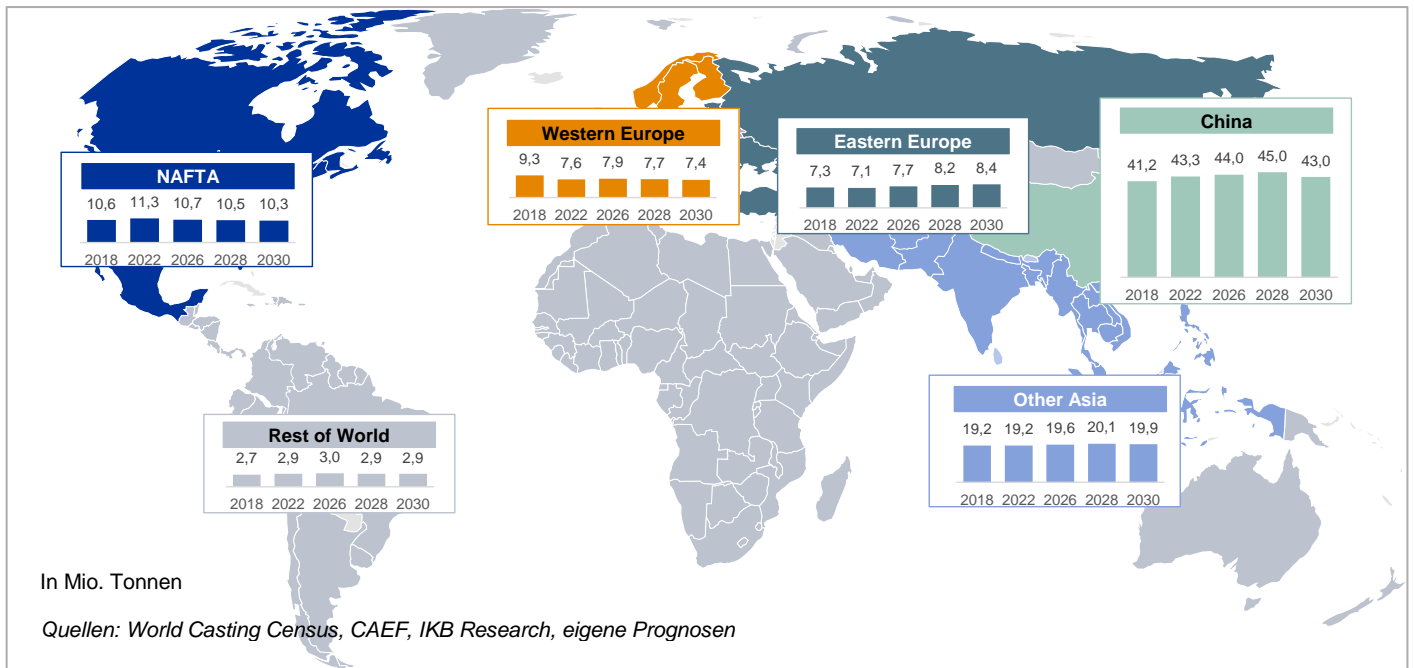 Western Europe
9,3 7,6 7,9 7,7 7,4
2018 2022 2026 2028 2030
Eastern Europe
7,3 7,1 7,7 8,2 8,4
2018 2022 2026 2028 2030
China
41,2 43,3 44,0 45,0 43,0
2018 2022 2026 2028 2030
NAFTA
10,6 11,3 10,7 10,5 10,3
2018 2022 2026 2028 2030
Other Asia
19,2 19,2 19,6 20,1 19,9
2018 2022 2026 2028 2030
Rest of World
2,7 2,9 3,0 2,9 2,9
2018 2022 2026 2028 2030
In Mio. Tonnen
Quellen: World Casting Census, CAEF, IKB Research, eigene Prognosen